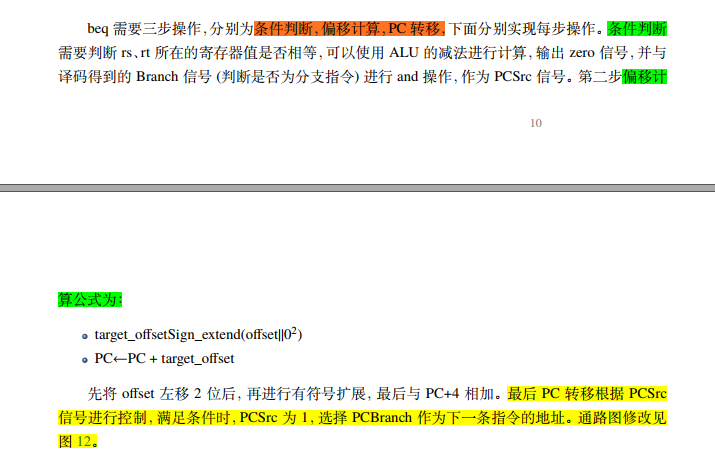 beq 需要三步操作，分别为条件判断，偏移计算，PC 转移，下面分别实现每步操作。条件判断
需要判断 rs、rt 所在的寄存器值是否相等，可以使用 ALU 的减法进行计算，输出 zero 信号，并与
译码得到的 Branch 信号 (判断是否为分支指令) 进行 and 操作，作为 PCSrc 信号。第二步偏移计
10
算公式为：
target_offsetSign_extend(offset||0²)
PC←PC + target_offset
先将 offset 左移 2 位后，再进行有符号扩展，最后与 PC+4 相加。最后 PC 转移根据 PCSrc
信号进行控制，满足条件时，PCSrc 为 1，选择 PCBranch 作为下一条指令的地址。通路图修改见
图 12。